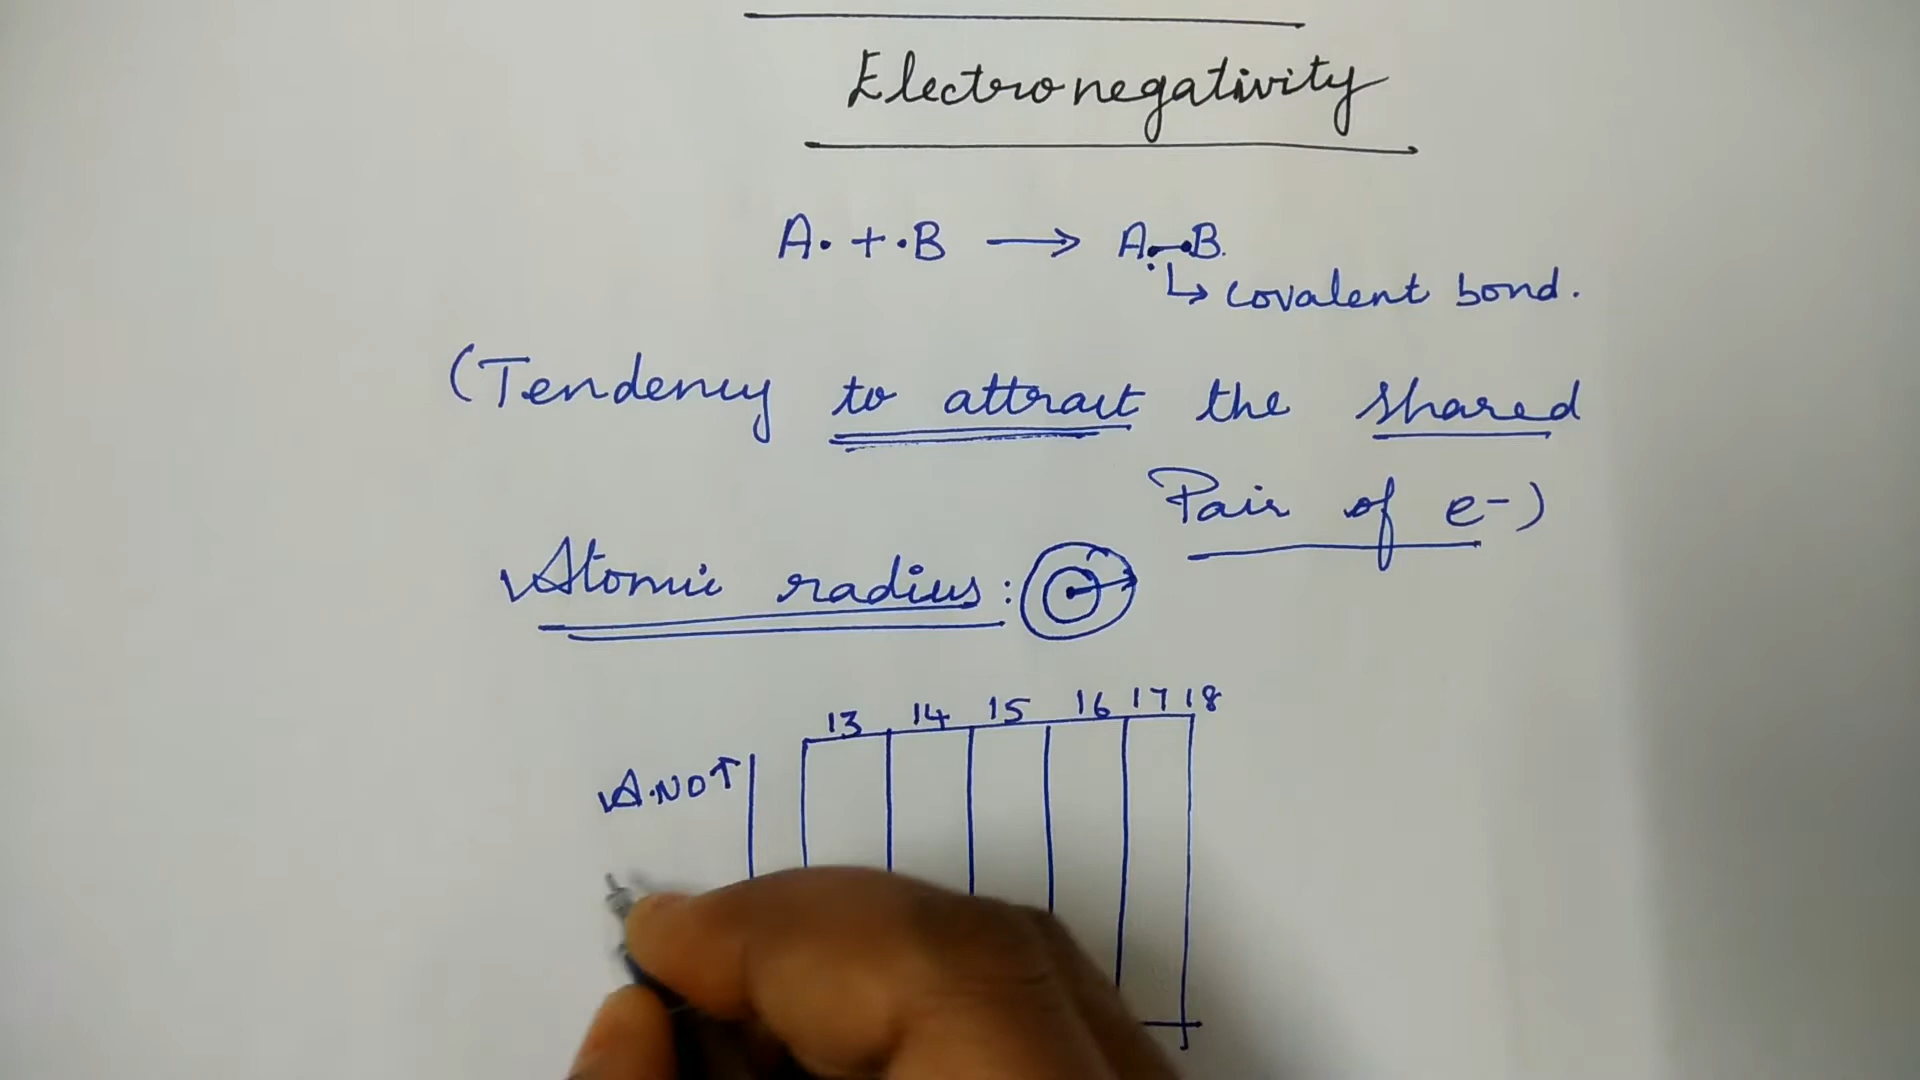 Electronegativity
A. + .B → A.—.B.
↳ covalent bond.
(Tendency to attract the shared
Pair of e-)
Atomic radius:
13 14 15 16 17 18
A.NO↑